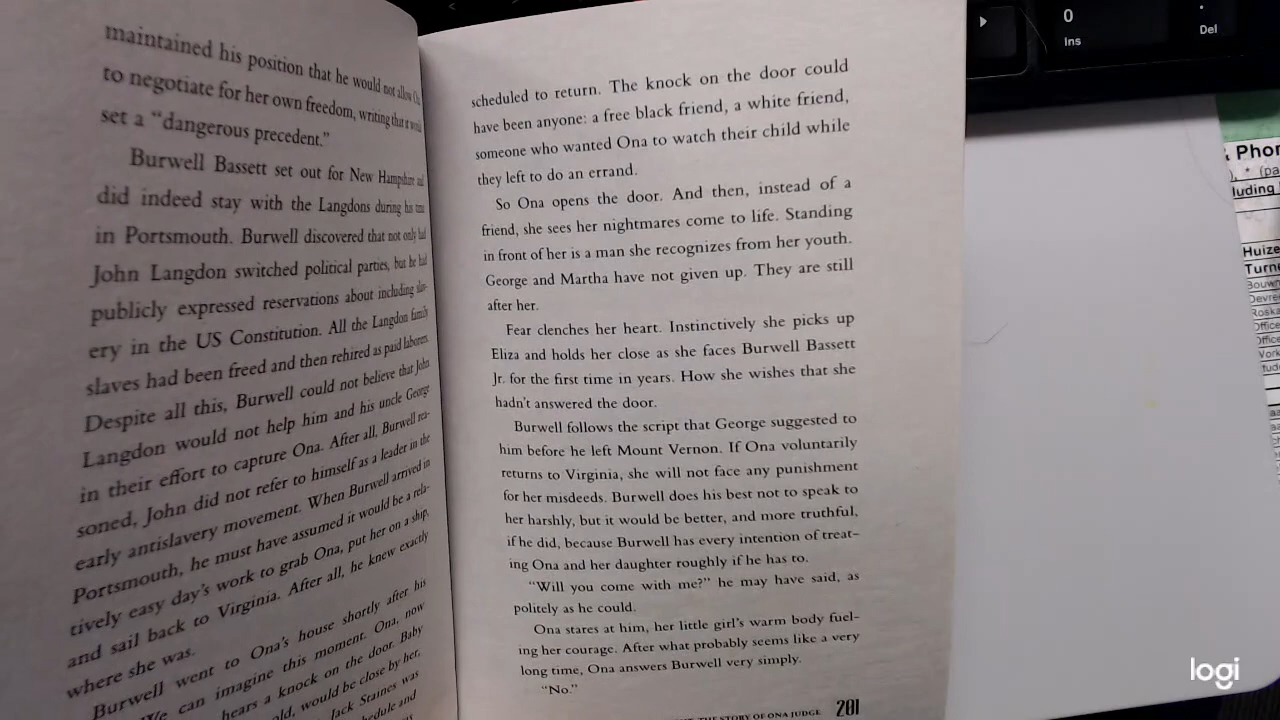 maintained his position that he would not allow
to negotiate for her own freedom, writing that it would
set a “dangerous precedent.”
Burwell Bassett set out for New Hampshire and
did indeed stay with the Langdons during his time
in Portsmouth. Burwell discovered that not only had
John Langdon switched political parties, but he had
publicly expressed reservations about including slav-
ery in the US Constitution. All the Langdon family
slaves had been freed and then rehired as paid laborers.
Despite all this, Burwell could not believe that John
Langdon would not help him and his uncle George
in their effort to capture Ona. After all, Burwell rea-
soned, John did not refer to himself as a leader in the
early antislavery movement. When Burwell arrived in
Portsmouth, he must have assumed it would be a rela-
tively easy day’s work to grab Ona, put her on a ship,
and sail back to Virginia. After all, he knew exactly
where she was.
Burwell went to Ona’s house shortly after his
We can imagine this moment. Ona, now
hears a knock on the door. Baby
old, would be close by her,
Jack Staines was
schedule and
scheduled to return. The knock on the door could
have been anyone: a free black friend, a white friend,
someone who wanted Ona to watch their child while
they left to do an errand.
So Ona opens the door. And then, instead of a
friend, she sees her nightmares come to life. Standing
in front of her is a man she recognizes from her youth.
George and Martha have not given up. They are still
after her.
Fear clenches her heart. Instinctively she picks up
Eliza and holds her close as she faces Burwell Bassett
Jr. for the first time in years. How she wishes that she
hadn’t answered the door.
Burwell follows the script that George suggested to
him before he left Mount Vernon. If Ona voluntarily
returns to Virginia, she will not face any punishment
for her misdeeds. Burwell does his best not to speak to
her harshly, but it would be better, and more truthful,
if he did, because Burwell has every intention of treat-
ing Ona and her daughter roughly if he has to.
“Will you come with me?” he may have said, as
politely as he could.
Ona stares at him, her little girl’s warm body fuel-
ing her courage. After what probably seems like a very
long time, Ona answers Burwell very simply.
“No.”
THE STORY OF ONA JUDGE 201
0
Ins
.
Del
& Phon
* (pa
luding
Huize
Turne
Bouw
Devre
Roska
Office
Office
Work
logi